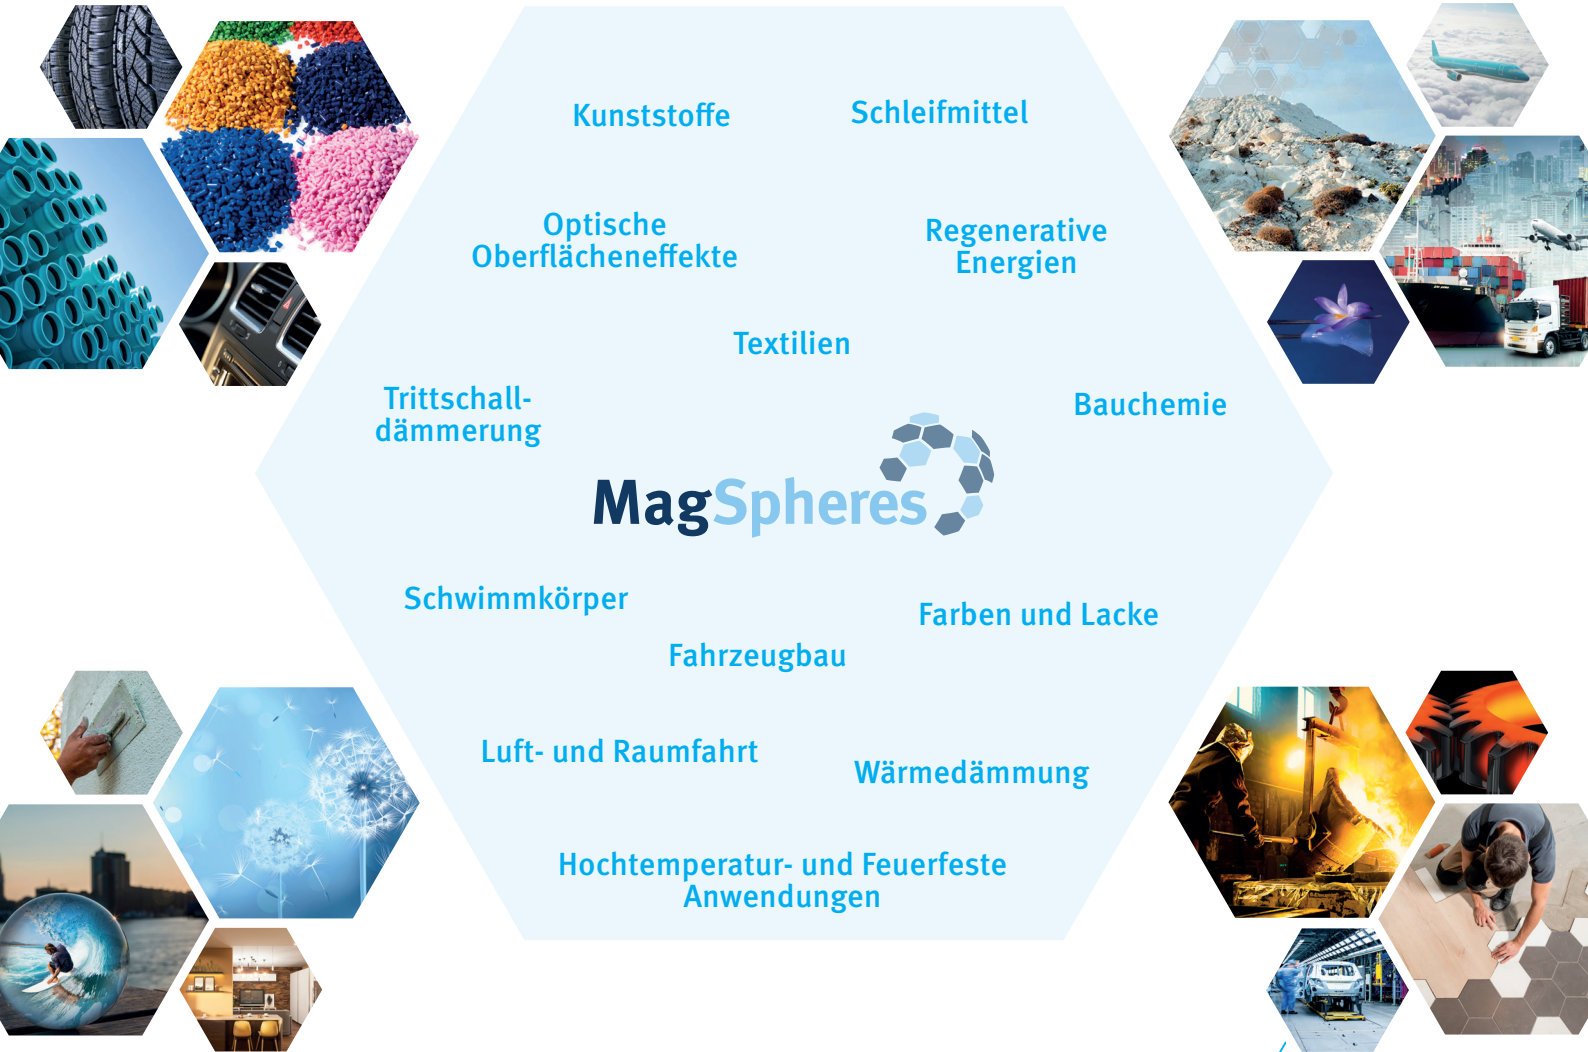 Kunststoffe
Schleifmittel
Optische
Oberflächeneffekte
Regenerative
Energien
Textilien
Trittschall-
dämmerung
Bauchemie
MagSpheres
Schwimmkörper
Farben und Lacke
Fahrzeugbau
Luft- und Raumfahrt
Wärmedämmung
Hochtemperatur- und Feuerfeste
Anwendungen